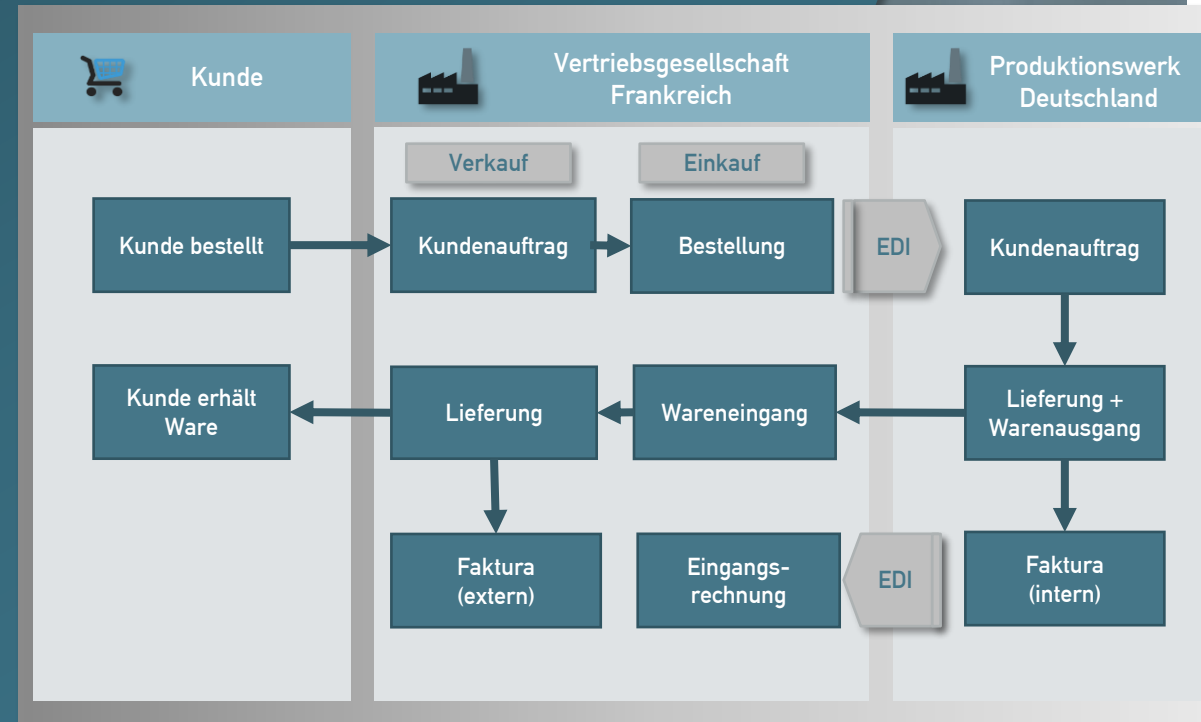 Kunde
Vertriebsgesellschaft
Frankreich
Produktionswerk
Deutschland
Verkauf
Einkauf
Kunde bestellt
Kundenauftrag
Bestellung
EDI
Kundenauftrag
Kunde erhält
Ware
Lieferung
Wareneingang
Lieferung +
Warenausgang
Faktura
(extern)
Eingangs-
rechnung
EDI
Faktura
(intern)